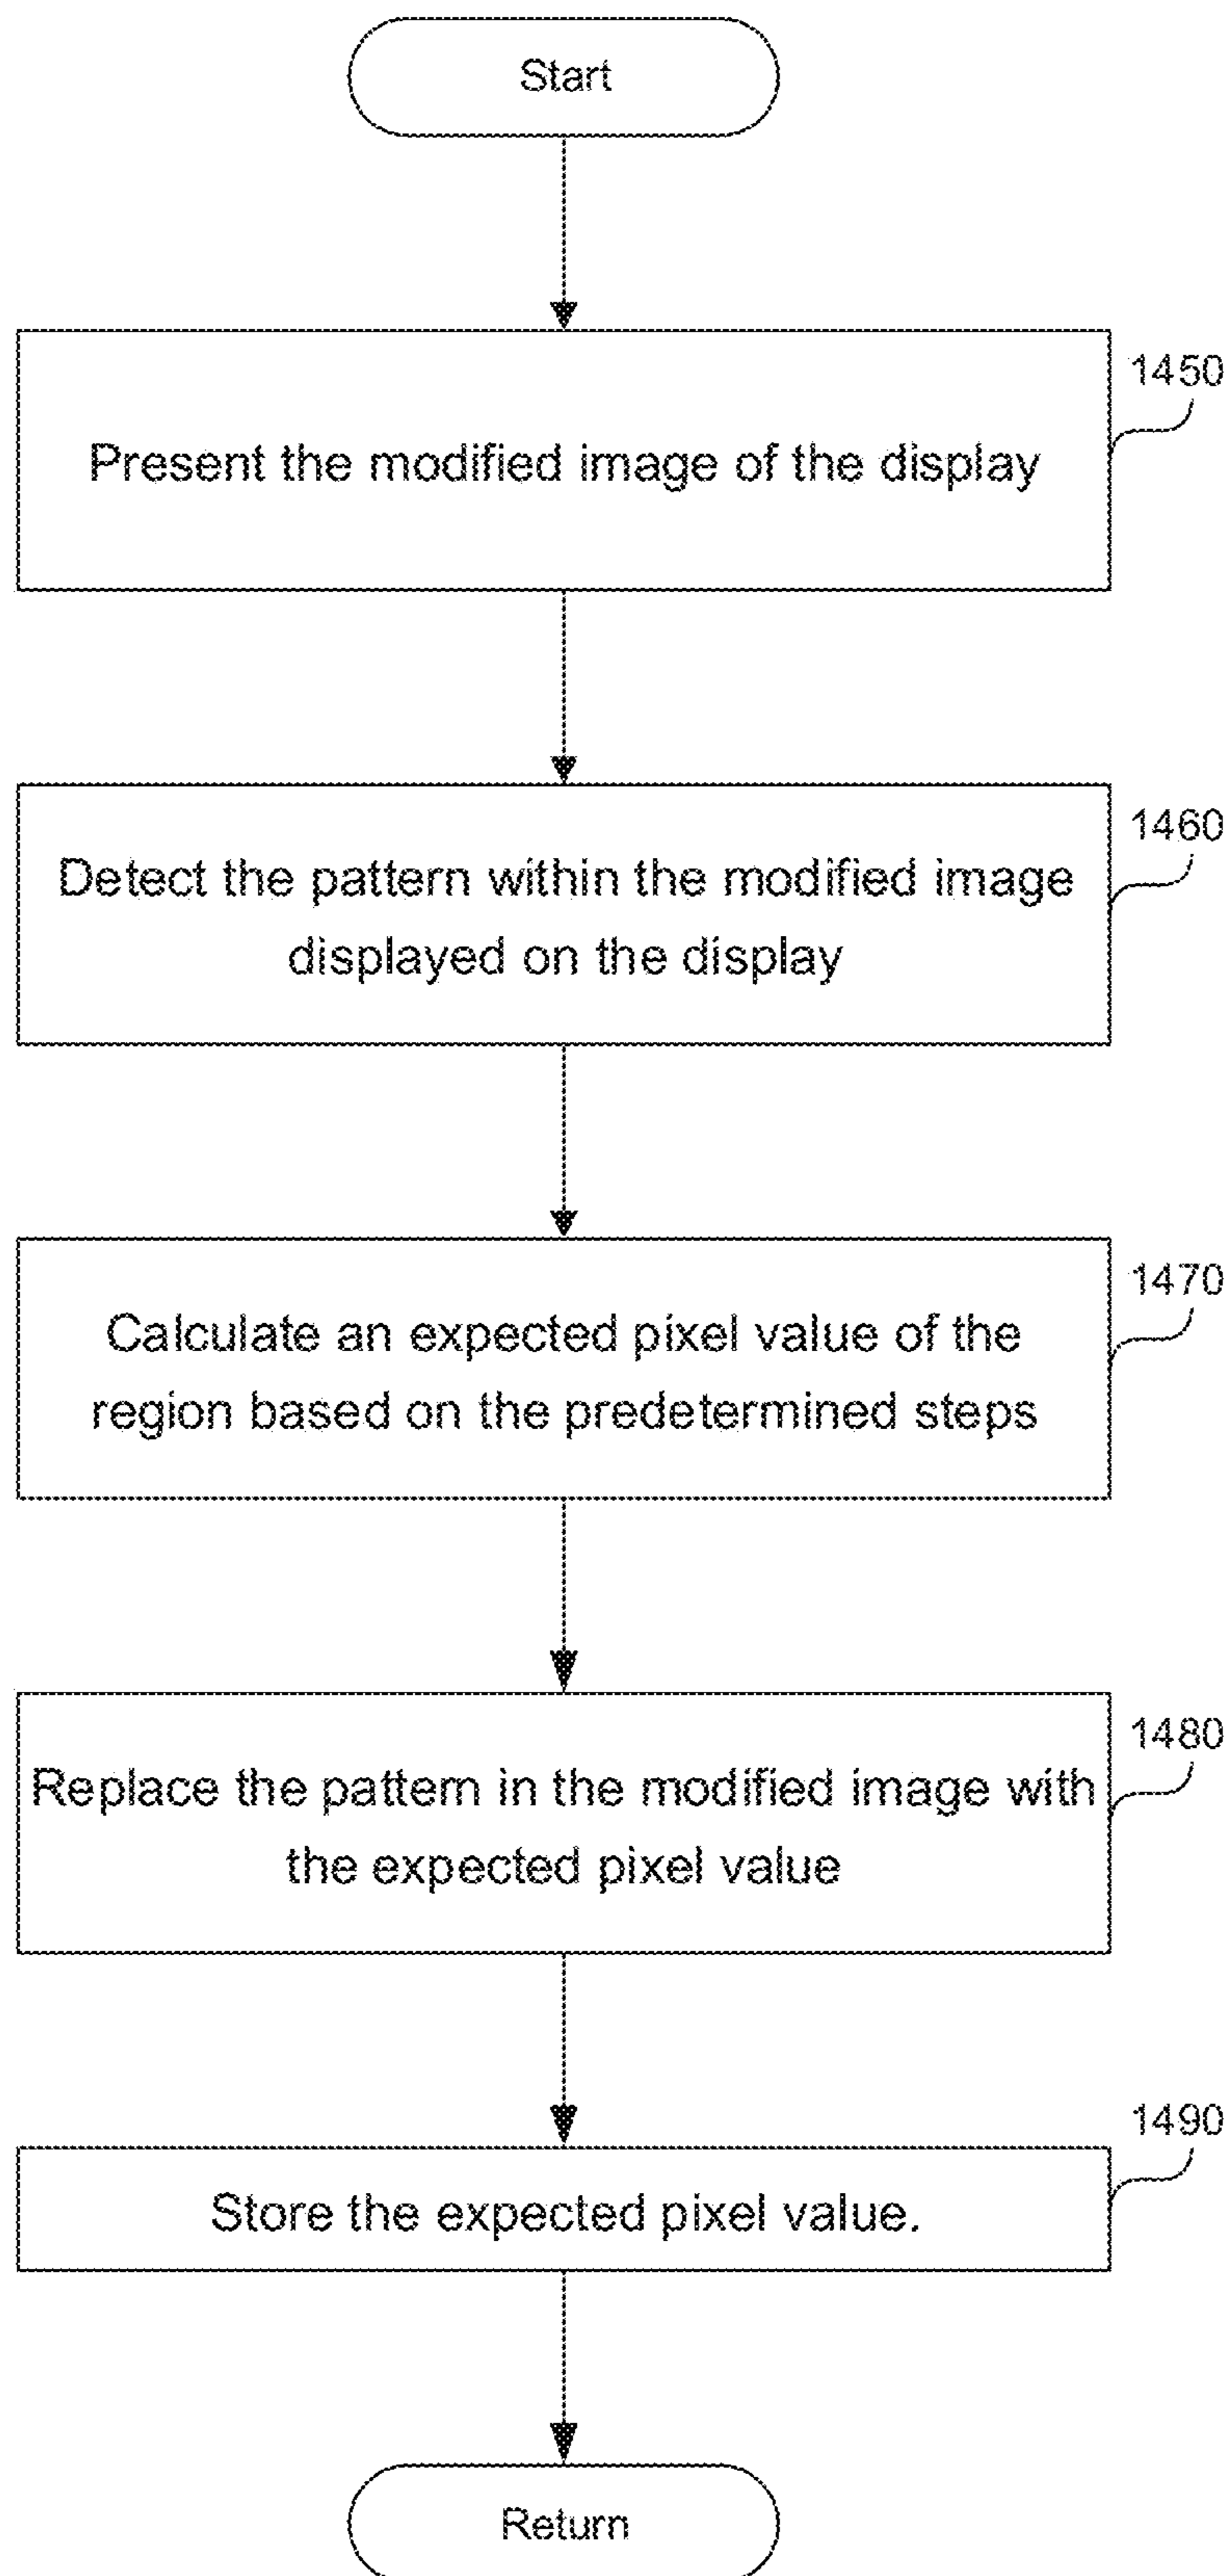 Start
1450
Present the modified image of the display
1460
Detect the pattern within the modified image
displayed on the display
1470
Calculate an expected pixel value of the
region based on the predetermined steps
1480
Replace the pattern in the modified image with
the expected pixel value
1490
Store the expected pixel value.
Return